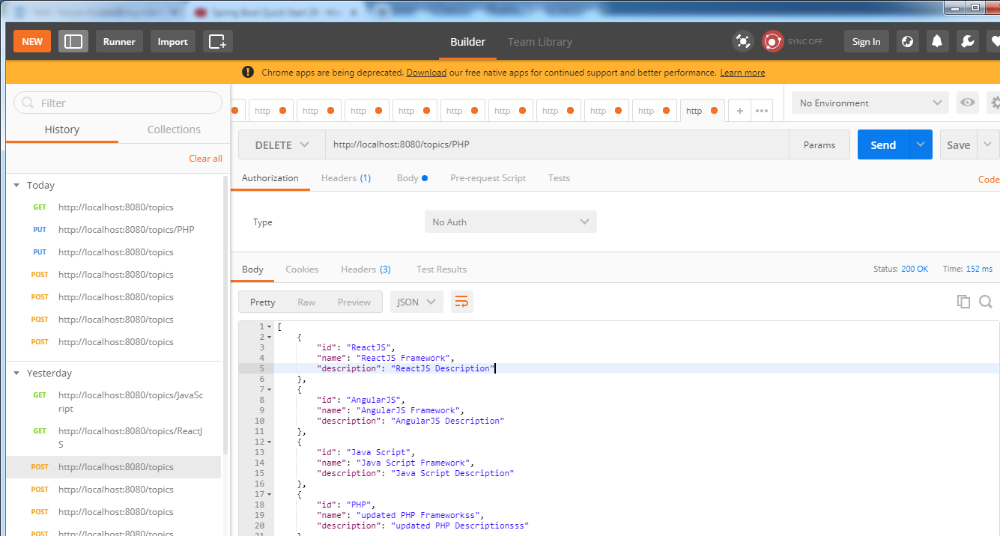 NEW
Runner
Import
Builder
Team Library
SYNC OFF
Sign In
Chrome apps are being deprecated. Download our free native apps for continued support and better performance. Learn more
Filter
History
Collections
Clear all
Today
GET http://localhost:8080/topics
PUT http://localhost:8080/topics/PHP
PUT http://localhost:8080/topics
POST http://localhost:8080/topics
POST http://localhost:8080/topics
POST http://localhost:8080/topics
POST http://localhost:8080/topics
Yesterday
GET http://localhost:8080/topics/JavaSc
ript
GET http://localhost:8080/topics/ReactJ
S
POST http://localhost:8080/topics
POST http://localhost:8080/topics
POST http://localhost:8080/topics
POST http://localhost:8080/topics
http http http http http http http http http http + •••
No Environment
DELETE http://localhost:8080/topics/PHP Params Send Save
Authorization Headers (1) Body Pre-request Script Tests Code
Type No Auth
Body Cookies Headers (3) Test Results Status: 200 OK Time: 152 ms
Pretty Raw Preview JSON
1 [
2 {
3 "id": "ReactJS",
4 "name": "ReactJS Framework",
5 "description": "ReactJS Description"
6 },
7 {
8 "id": "AngularJS",
9 "name": "AngularJS Framework",
10 "description": "AngularJS Description"
11 },
12 {
13 "id": "Java Script",
14 "name": "Java Script Framework",
15 "description": "Java Script Description"
16 },
17 {
18 "id": "PHP",
19 "name": "updated PHP Frameworkss",
20 "description": "updated PHP Descriptionsss"
21 }